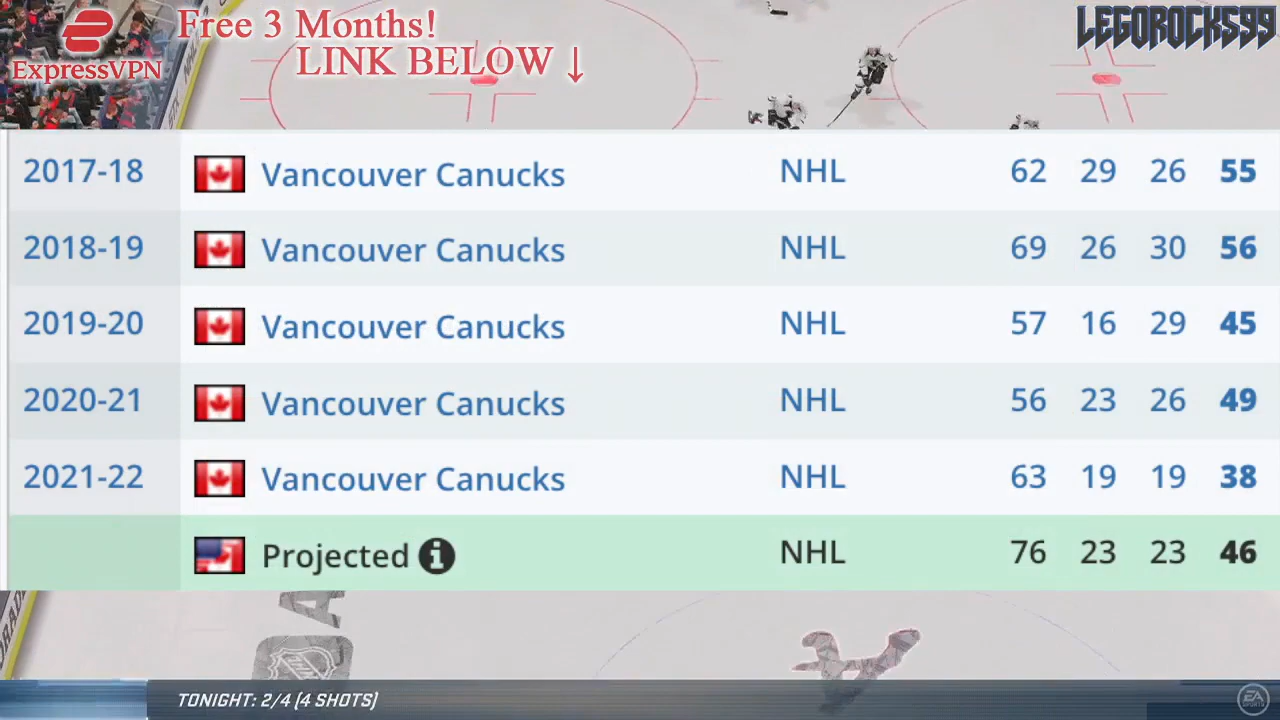 ExpressVPN
Free 3 Months!
LINK BELOW ↓
LEGOROCKS99
2017-18 Vancouver Canucks NHL 62 29 26 55
2018-19 Vancouver Canucks NHL 69 26 30 56
2019-20 Vancouver Canucks NHL 57 16 29 45
2020-21 Vancouver Canucks NHL 56 23 26 49
2021-22 Vancouver Canucks NHL 63 19 19 38
Projected i NHL 76 23 23 46
NHL
TONIGHT: 2/4 (4 SHOTS)
EA
SPORTS